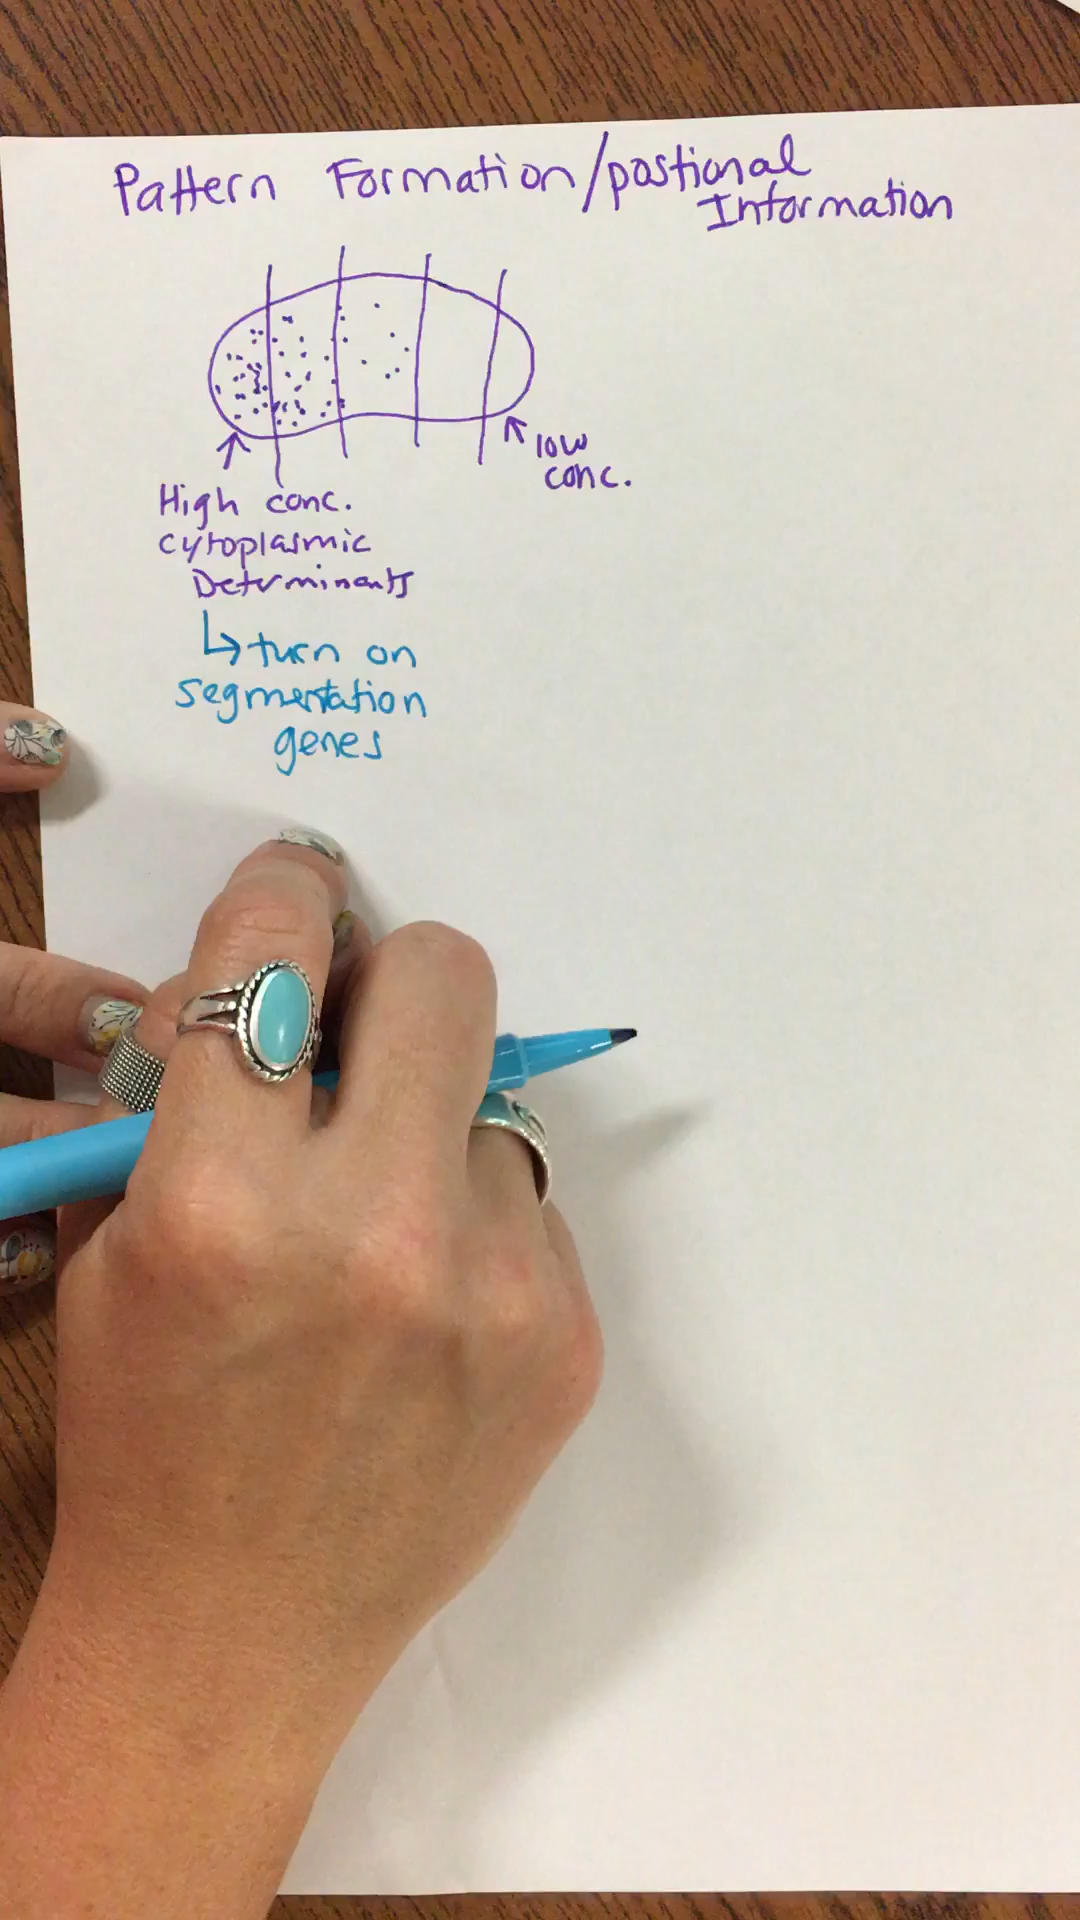 Pattern Formation/postional
Information
low
conc.
High conc.
cytoplasmic
Determinants
↳ turn on
segmentation
genes